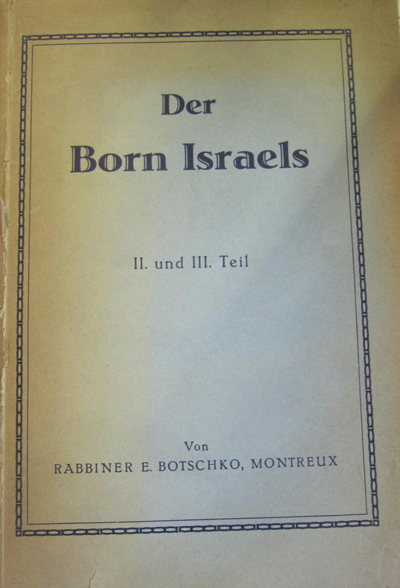 Der
Born Israels
II. und III. Teil
Von
RABBINER E. BOTSCHKO, MONTREUX